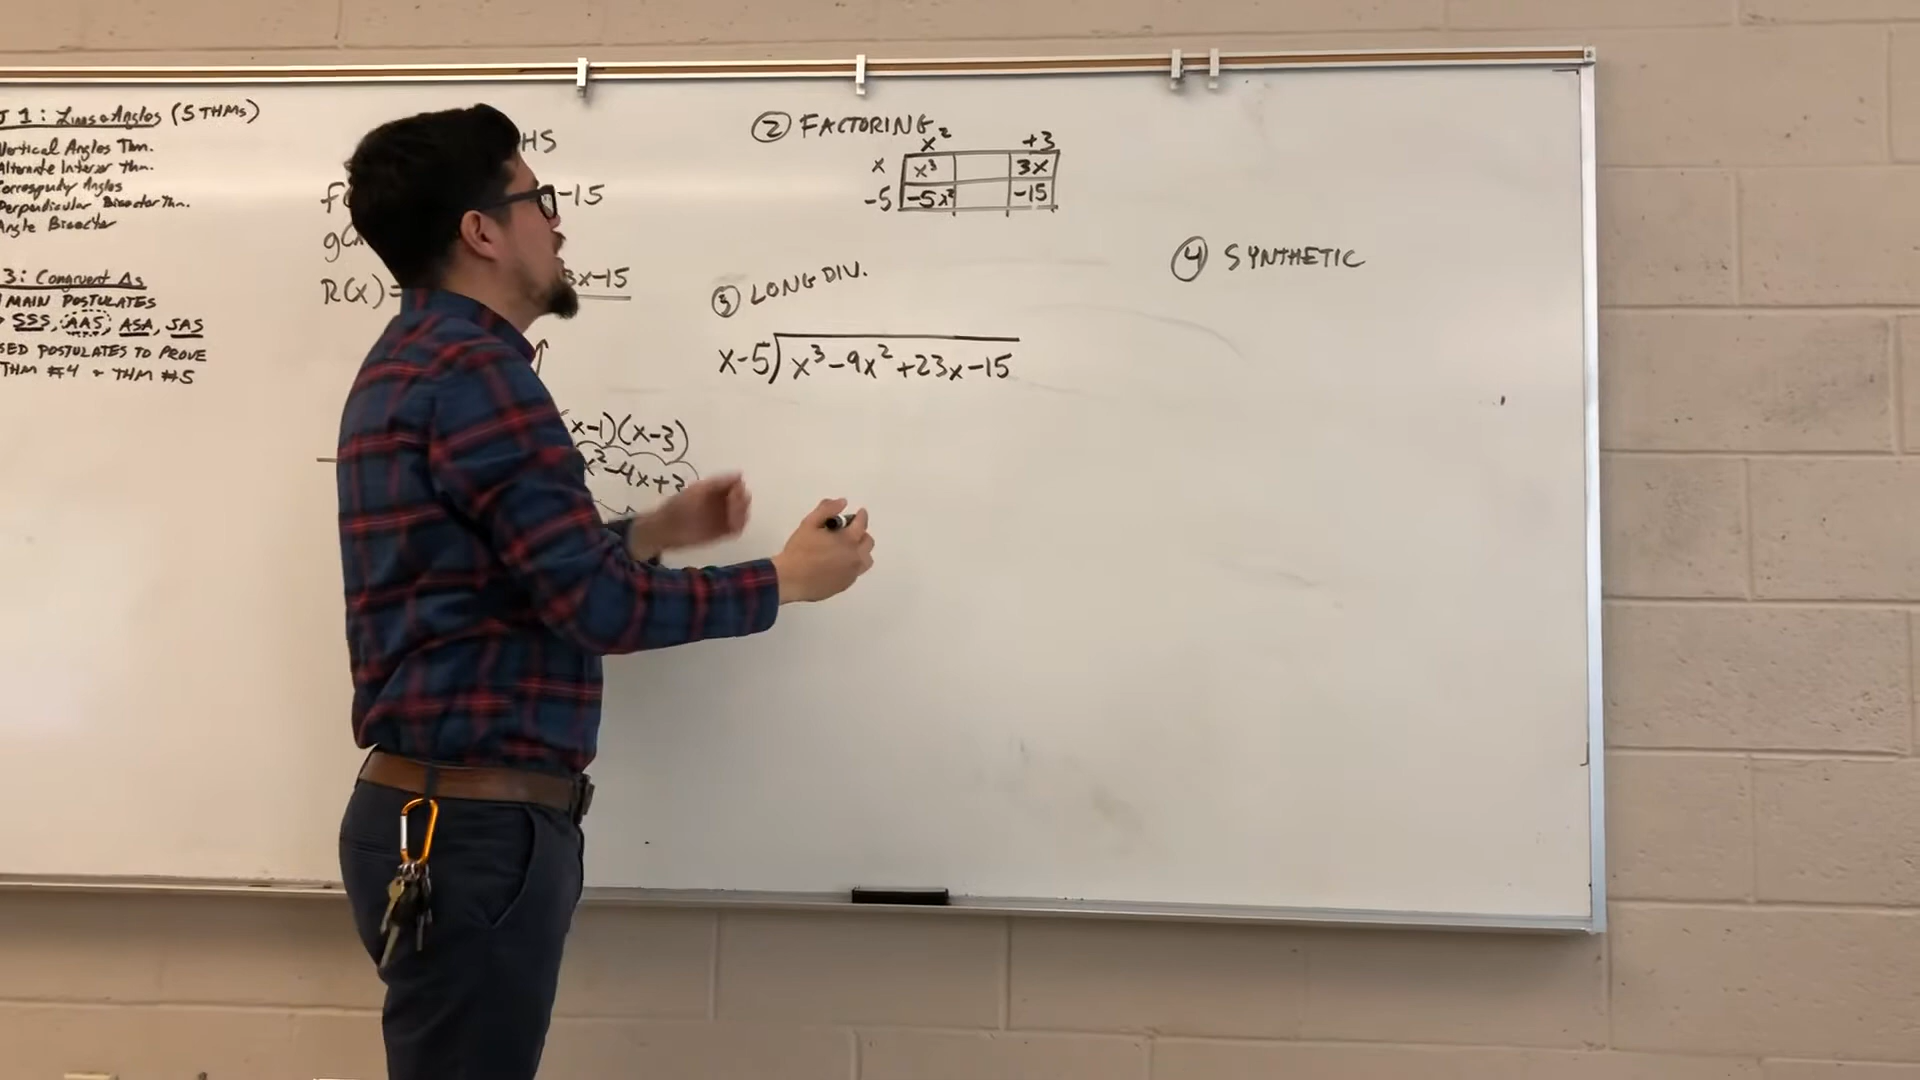 1: Lines & Angles (5 THMs)
Vertical Angles Thm.
Alternate Interior Thm.
Angles
Perpendicular Bisector Thm.
Angle Bisector
3: Congruent Δs
MAIN POSTULATES
SSS, AAS, ASA, SAS
SED POSTULATES TO PROVE
THM #4 + THM #5
HS
f( -15
g(x
R(x)= 3x-15
(x-1)(x-3)
x²-4x+3
② FACTORING
x² +3
x x³ 3x
-5 -5x² -15
③ LONG DIV.
x-5)x³-9x²+23x-15
④ SYNTHETIC